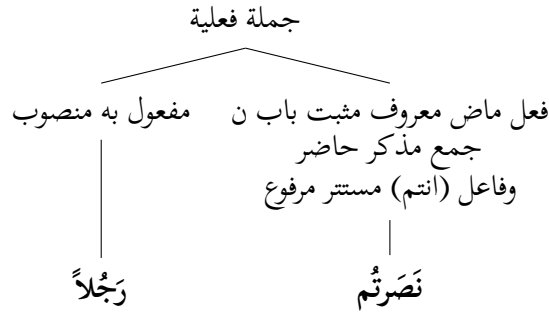 جملة فعلية
فعل ماض معروف مثبت باب ن
جمع مذكر حاضر
وفاعل (انتم) مستتر مرفوع
مفعول به منصوب
نَصَرتُم
رَجُلاً